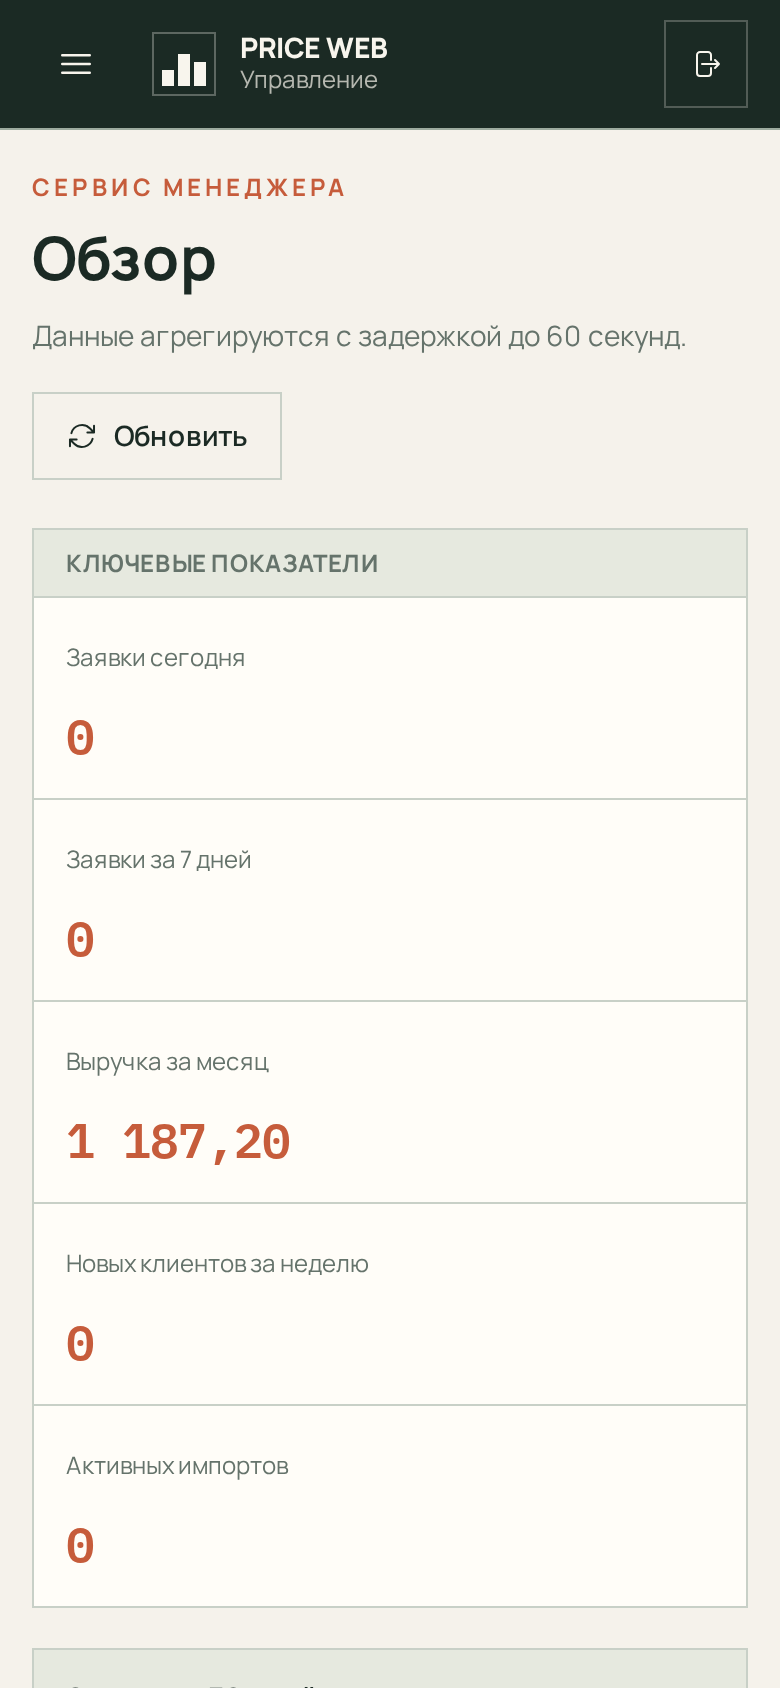 PRICE WEB
Управление
СЕРВИС МЕНЕДЖЕРА
Обзор
Данные агрегируются с задержкой до 60 секунд.
Обновить
КЛЮЧЕВЫЕ ПОКАЗАТЕЛИ
Заявки сегодня
0
Заявки за 7 дней
0
Выручка за месяц
1 187,20
Новых клиентов за неделю
0
Активных импортов
0